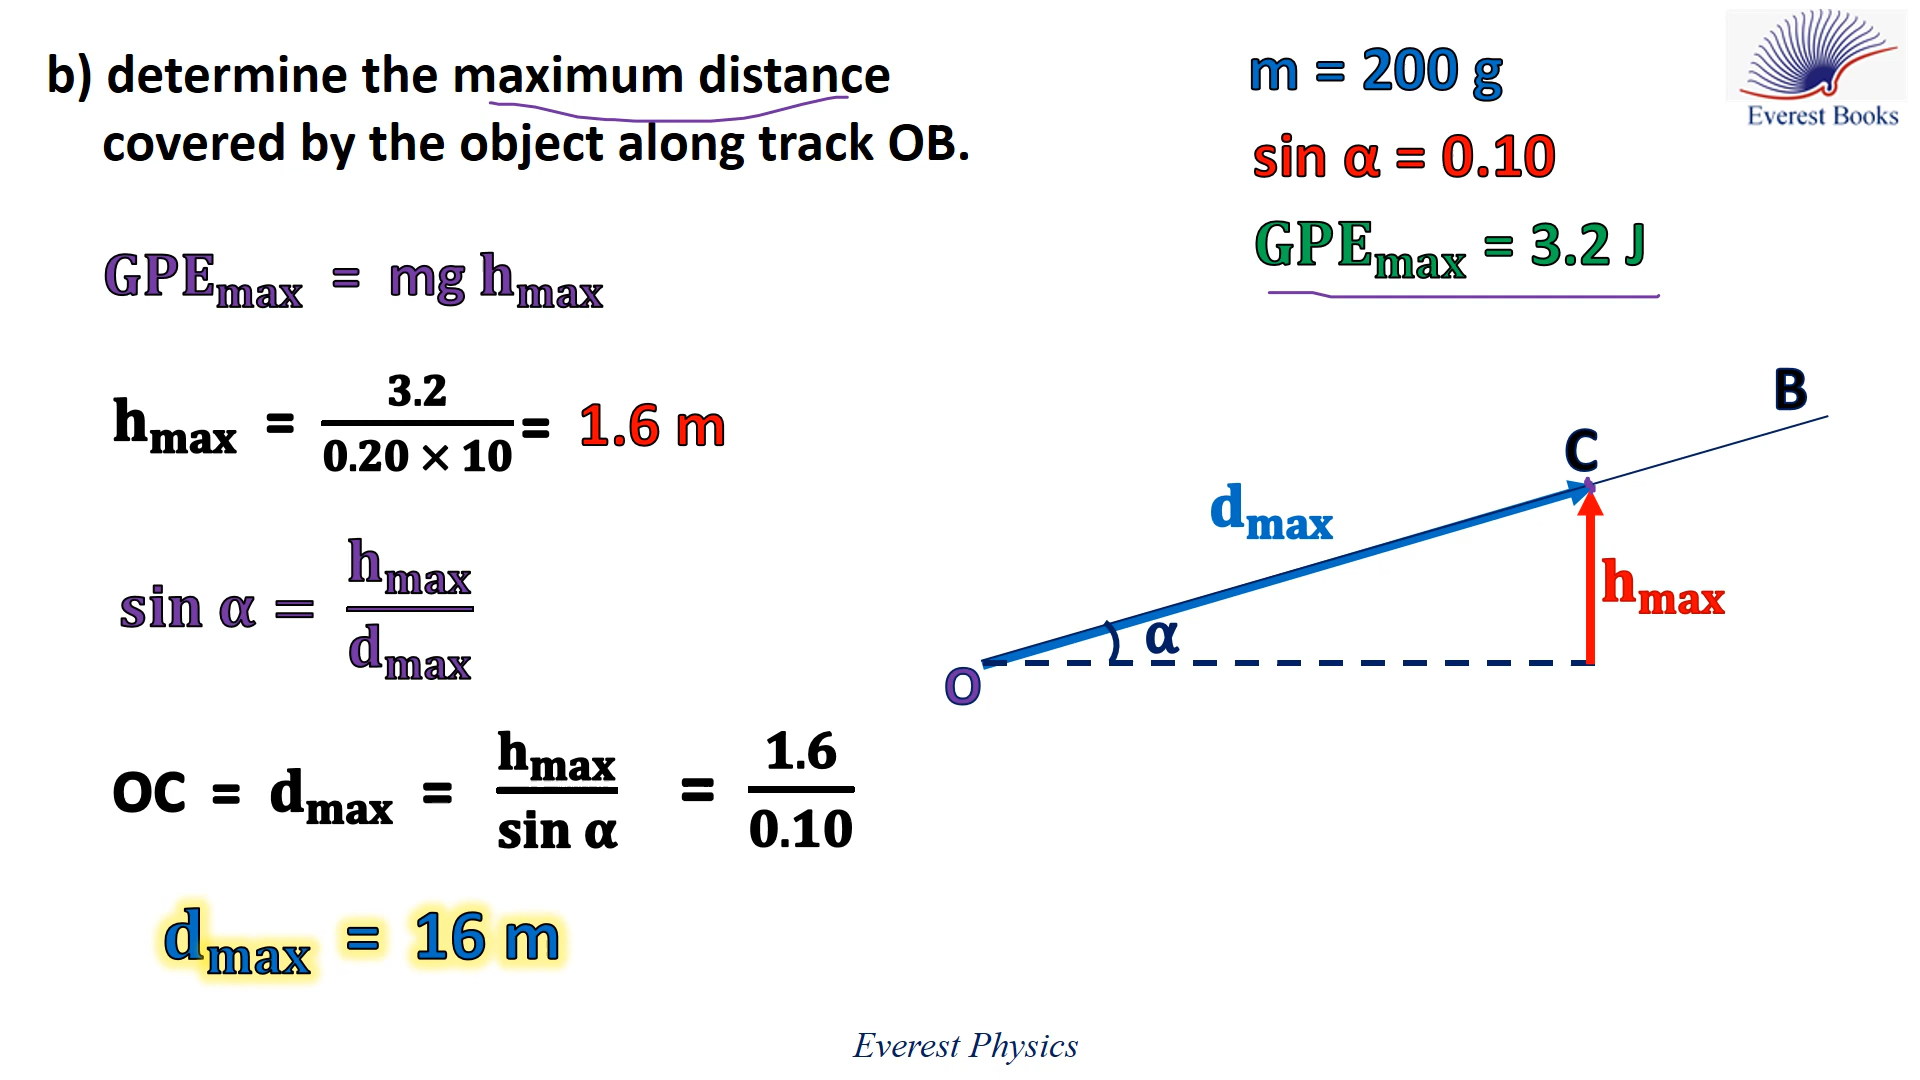 b) determine the maximum distance
covered by the object along track OB.
m = 200 g
sin α = 0.10
GPEmax = 3.2 J
Everest Books
GPEmax = mg hmax
hmax = 3.2 / 0.20 × 10 = 1.6 m
sin α = hmax / dmax
OC = dmax = hmax / sin α = 1.6 / 0.10
dmax = 16 m
B
C
dmax
hmax
α
O
Everest Physics